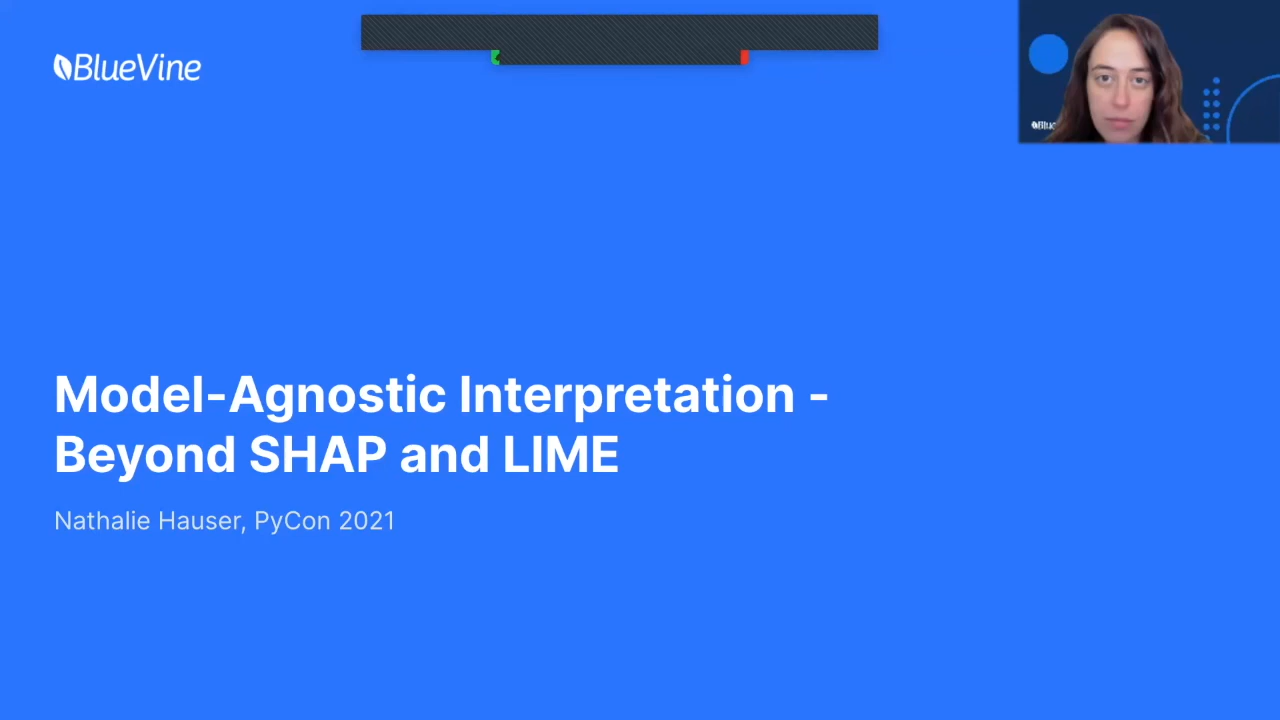 BlueVine
Model-Agnostic Interpretation -
Beyond SHAP and LIME
Nathalie Hauser, PyCon 2021